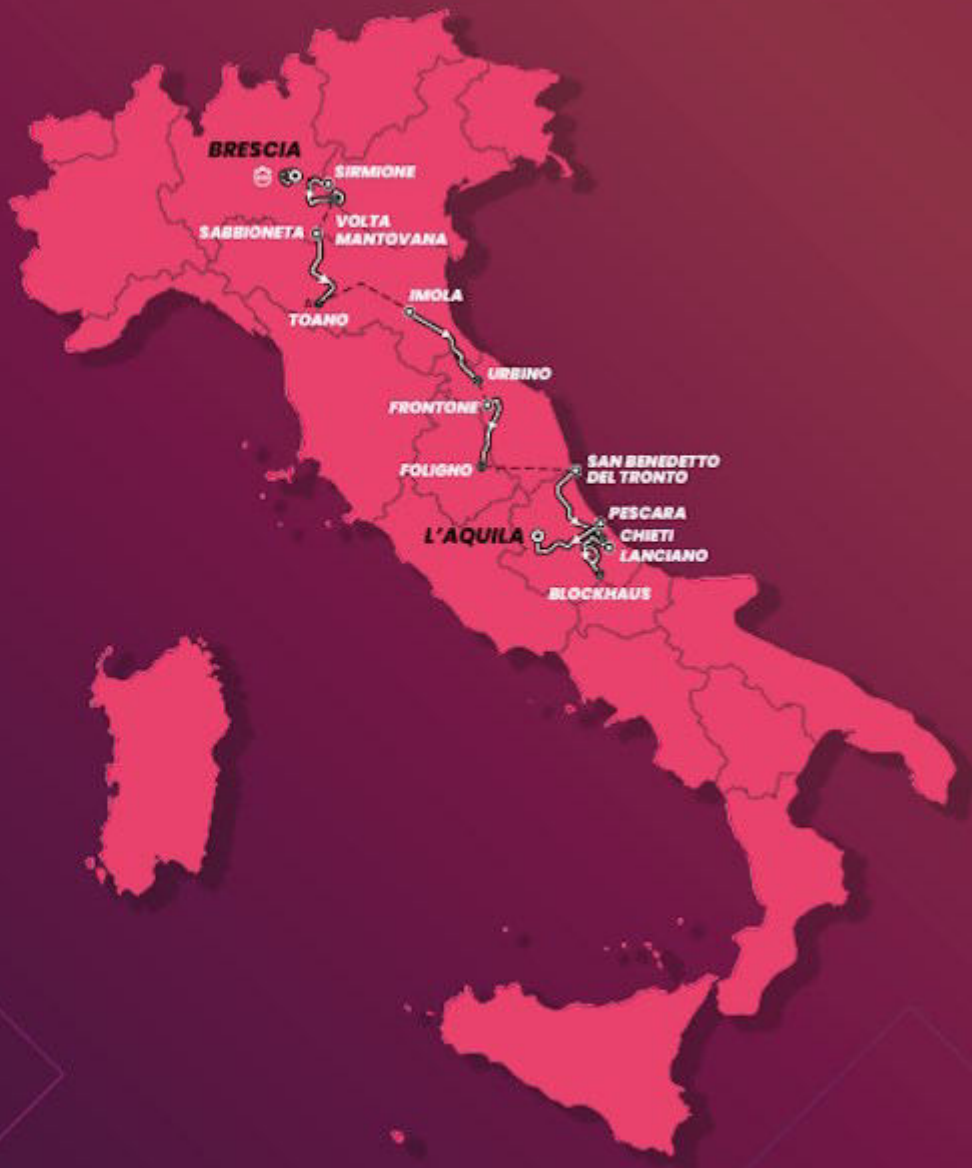 BRESCIA
SIRMIONE
SABBIONETA
VOLTA
MANTOVANA
TOANO
IMOLA
URBINO
FRONTONE
FOLIGNO
SAN BENEDETTO
DEL TRONTO
PESCARA
L'AQUILA
CHIETI
LANCIANO
BLOCKHAUS